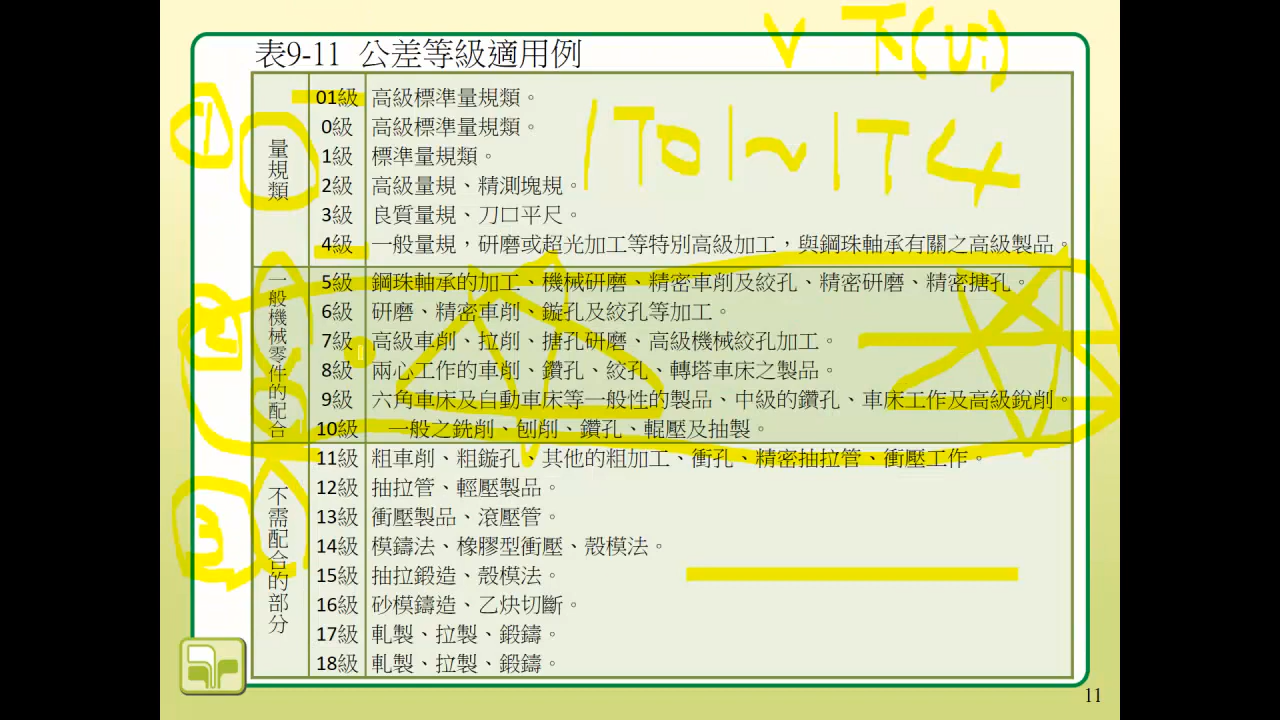 表9-11 公差等級適用例
V 下(
量規類
01級 高級標準量規類。
0級 高級標準量規類。
1級 標準量規類。
2級 高級量規、精測塊規。
3級 良質量規、刀口平尺。
4級 一般量規，研磨或超光加工等特別高級加工，與鋼珠軸承有關之高級製品。
1
IT01~IT4
一般機械零件的配合
5級 鋼珠軸承的加工、機械研磨、精密車削及絞孔、精密研磨、精密搪孔。
6級 研磨、精密車削、鏇孔及絞孔等加工。
7級 高級車削、拉削、搪孔研磨、高級機械絞孔加工。
8級 兩心工作的車削、鑽孔、絞孔、轉塔車床之製品。
9級 六角車床及自動車床等一般性的製品、中級的鑽孔、車床工作及高級銳削。
10級 一般之銑削、刨削、鑽孔、輥壓及抽製。
2
不需配合的部分
11級 粗車削、粗鏇孔、其他的粗加工、衝孔、精密抽拉管、衝壓工作。
12級 抽拉管、輕壓製品。
13級 衝壓製品、滾壓管。
14級 模鑄法、橡膠型衝壓、殼模法。
15級 抽拉鍛造、殼模法。
16級 砂模鑄造、乙炔切斷。
17級 軋製、拉製、鍛鑄。
18級 軋製、拉製、鍛鑄。
3
11